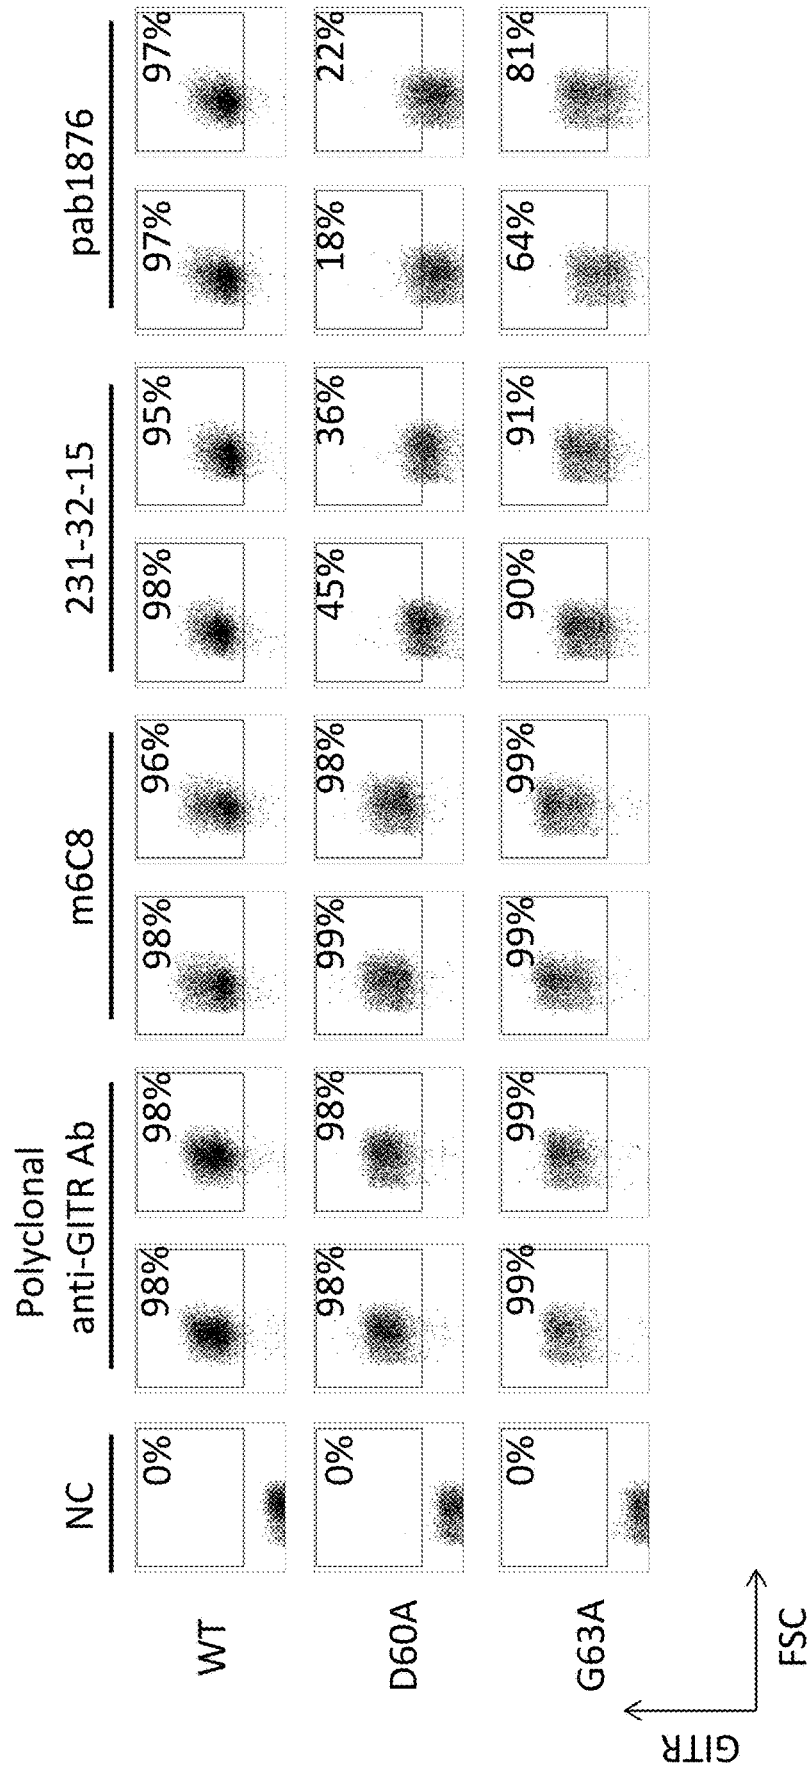 NC
Polyclonal
anti-GITR Ab
m6C8
231-32-15
pab1876
WT
0%
98%
98%
98%
96%
98%
95%
97%
97%
D60A
0%
98%
98%
99%
98%
45%
36%
18%
22%
G63A
0%
99%
99%
99%
99%
90%
91%
64%
81%
GITR
FSC